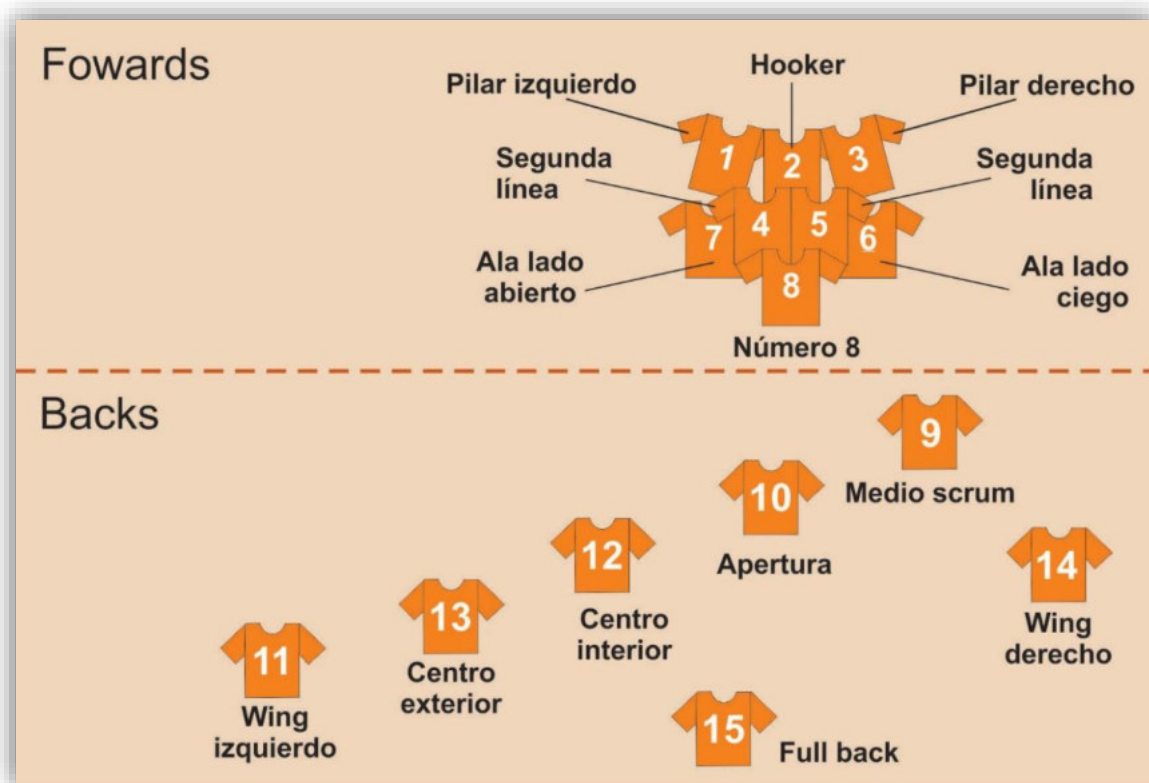 Fowards
Hooker
Pilar izquierdo
Pilar derecho
1
2
3
Segunda
línea
Segunda
línea
7
4
5
6
Ala lado
abierto
8
Ala lado
ciego
Número 8
Backs
9
Medio scrum
10
Apertura
12
Centro
interior
14
Wing
derecho
13
Centro
exterior
11
Wing
izquierdo
15
Full back